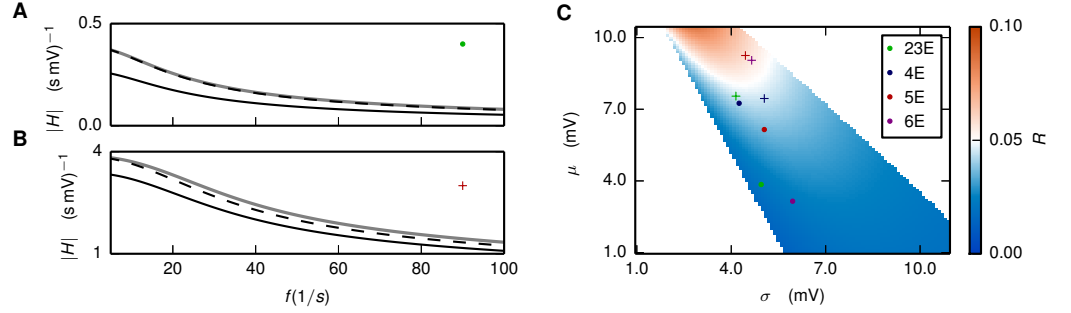 A
0.5
0.0
|H| (s mV)⁻¹
B
4
1
|H| (s mV)⁻¹
20 40 60 80 100
f(1/s)
C
10.0
7.0
4.0
1.0
μ (mV)
1.0 4.0 7.0 10.0
σ (mV)
23E
4E
5E
6E
0.10
0.05
0.00
R